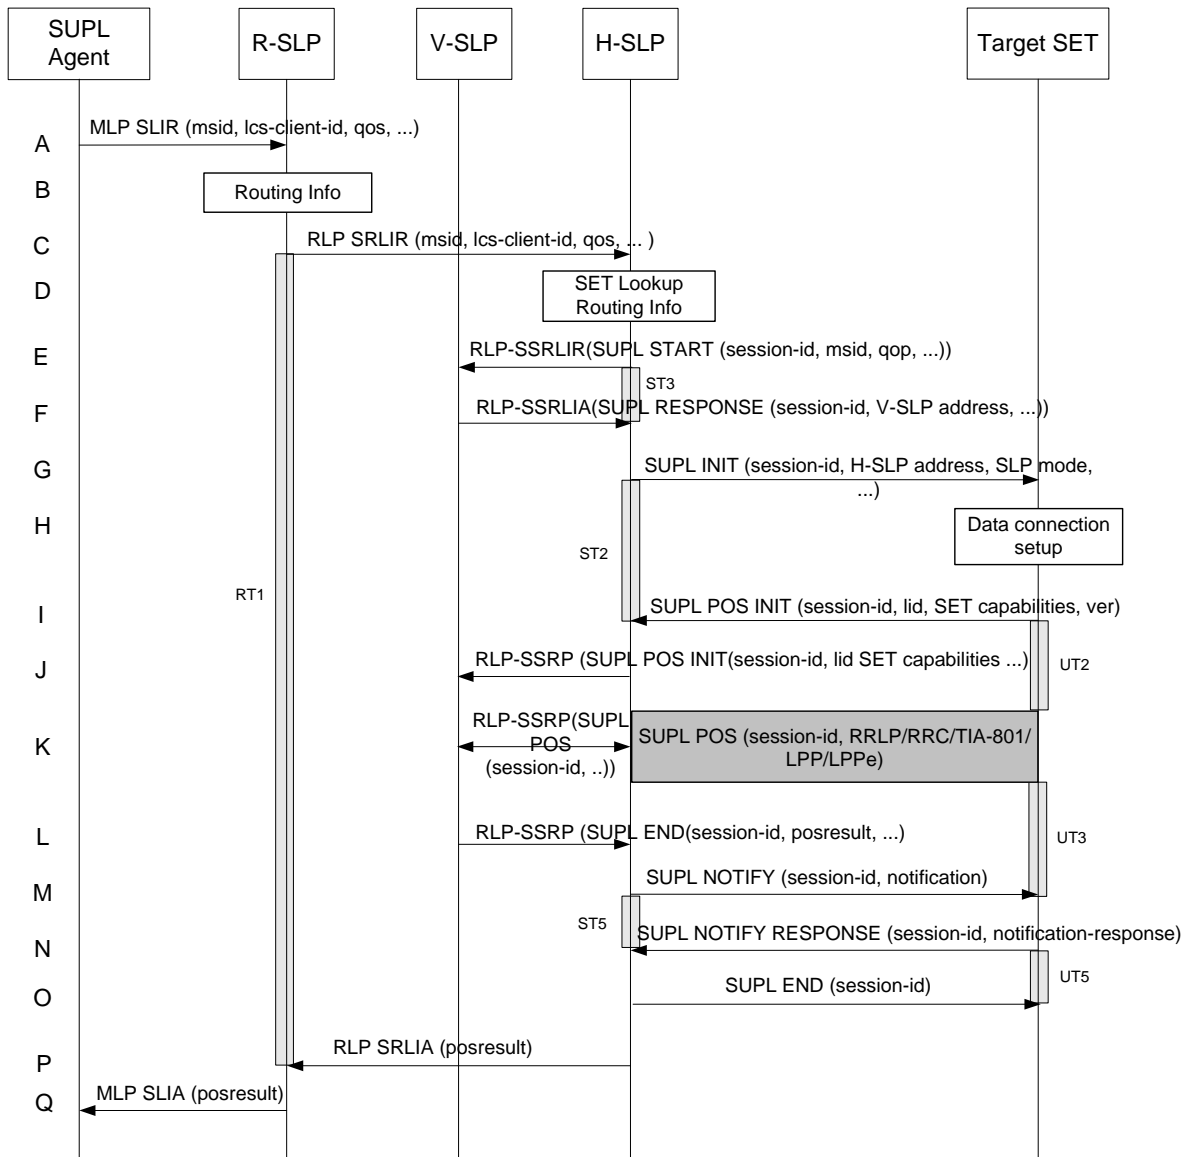 SUPL
Agent
R-SLP
V-SLP
H-SLP
Target SET
A
MLP SLIR (msid, lcs-client-id, qos, ...)
B
Routing Info
C
RLP SRLIR (msid, lcs-client-id, qos, ... )
D
SET Lookup
Routing Info
E
RLP-SSRLIR(SUPL START (session-id, msid, qop, ...))
ST3
F
RLP-SSRLIA(SUPL RESPONSE (session-id, V-SLP address, ...))
G
SUPL INIT (session-id, H-SLP address, SLP mode,
...)
H
Data connection
setup
ST2
RT1
I
SUPL POS INIT (session-id, lid, SET capabilities, ver)
J
RLP-SSRP (SUPL POS INIT(session-id, lid SET capabilities ...)
UT2
K
RLP-SSRP(SUPL
POS
(session-id, ..))
SUPL POS (session-id, RRLP/RRC/TIA-801/
LPP/LPPe)
L
RLP-SSRP (SUPL END(session-id, posresult, ...)
UT3
M
SUPL NOTIFY (session-id, notification)
ST5
N
SUPL NOTIFY RESPONSE (session-id, notification-response)
UT5
O
SUPL END (session-id)
P
RLP SRLIA (posresult)
Q
MLP SLIA (posresult)